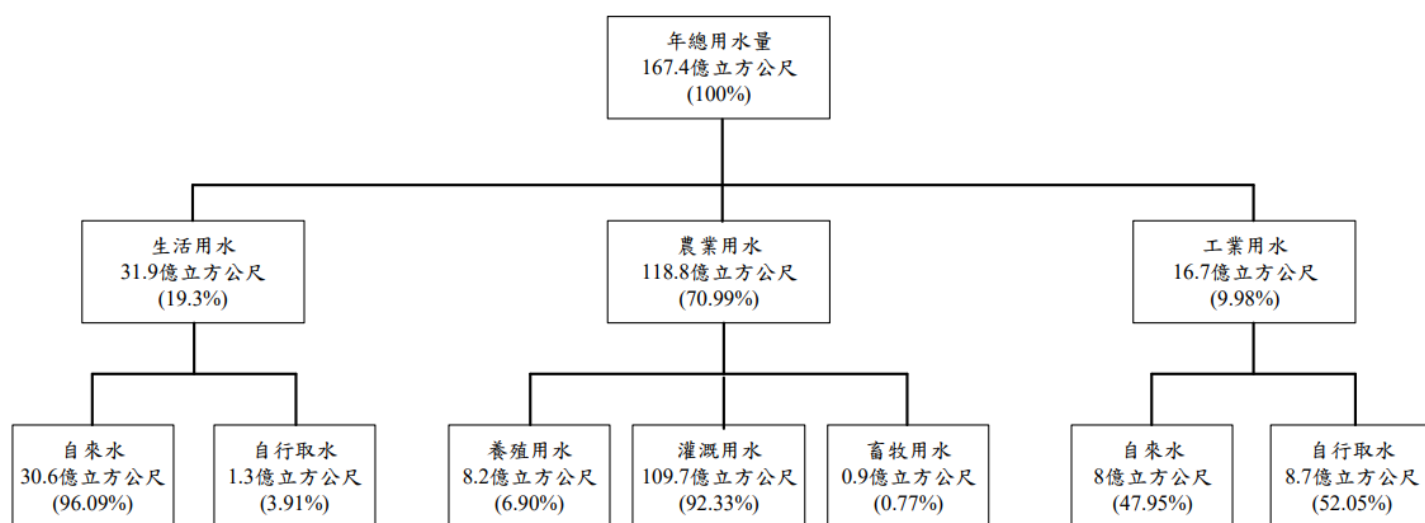 年總用水量
167.4億立方公尺
(100%)
生活用水
31.9億立方公尺
(19.3%)
農業用水
118.8億立方公尺
(70.99%)
工業用水
16.7億立方公尺
(9.98%)
自來水
30.6億立方公尺
(96.09%)
自行取水
1.3億立方公尺
(3.91%)
養殖用水
8.2億立方公尺
(6.90%)
灌溉用水
109.7億立方公尺
(92.33%)
畜牧用水
0.9億立方公尺
(0.77%)
自來水
8億立方公尺
(47.95%)
自行取水
8.7億立方公尺
(52.05%)